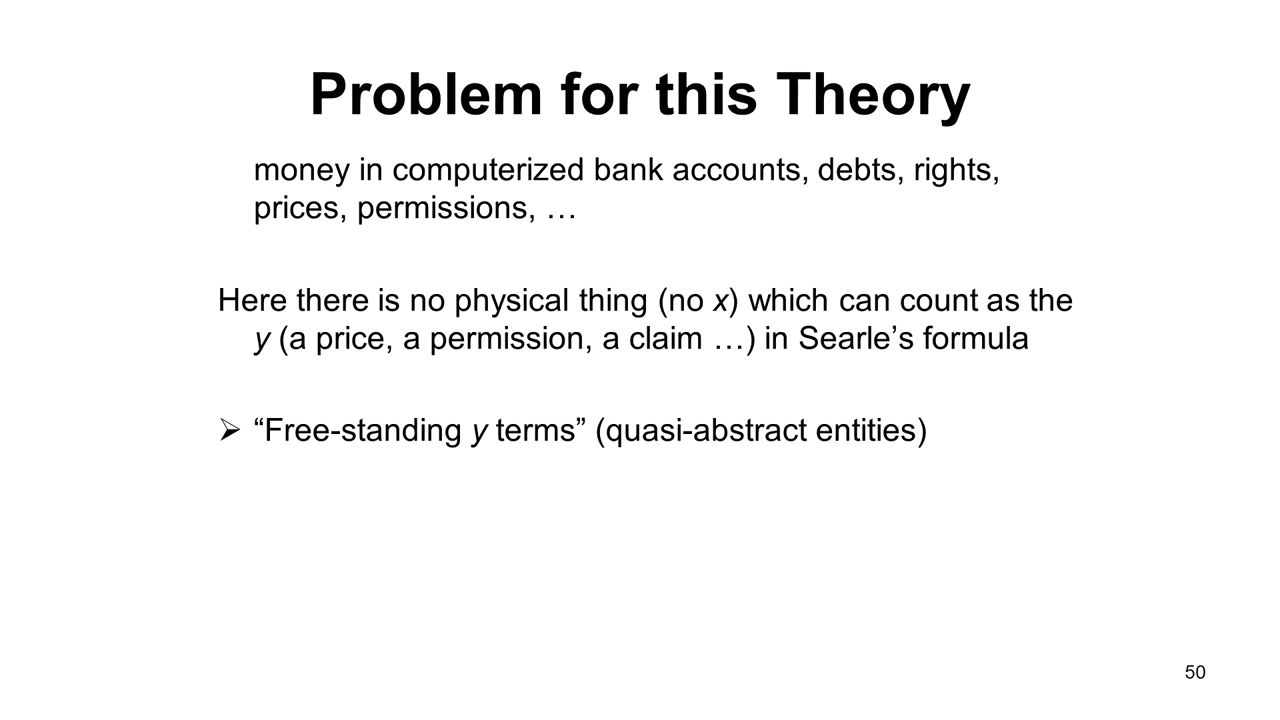 Problem for this Theory
money in computerized bank accounts, debts, rights,
prices, permissions, …
Here there is no physical thing (no x) which can count as the
y (a price, a permission, a claim …) in Searle’s formula
➢ “Free-standing y terms” (quasi-abstract entities)
50